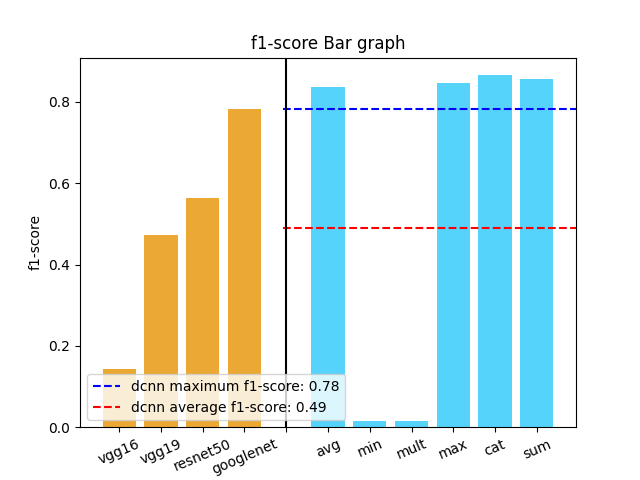 f1-score Bar graph
f1-score
0.8
0.6
0.4
0.2
0.0
dcnn maximum f1-score: 0.78
dcnn average f1-score: 0.49
vgg16 vgg19 resnet50 googlenet avg min mult max cat sum